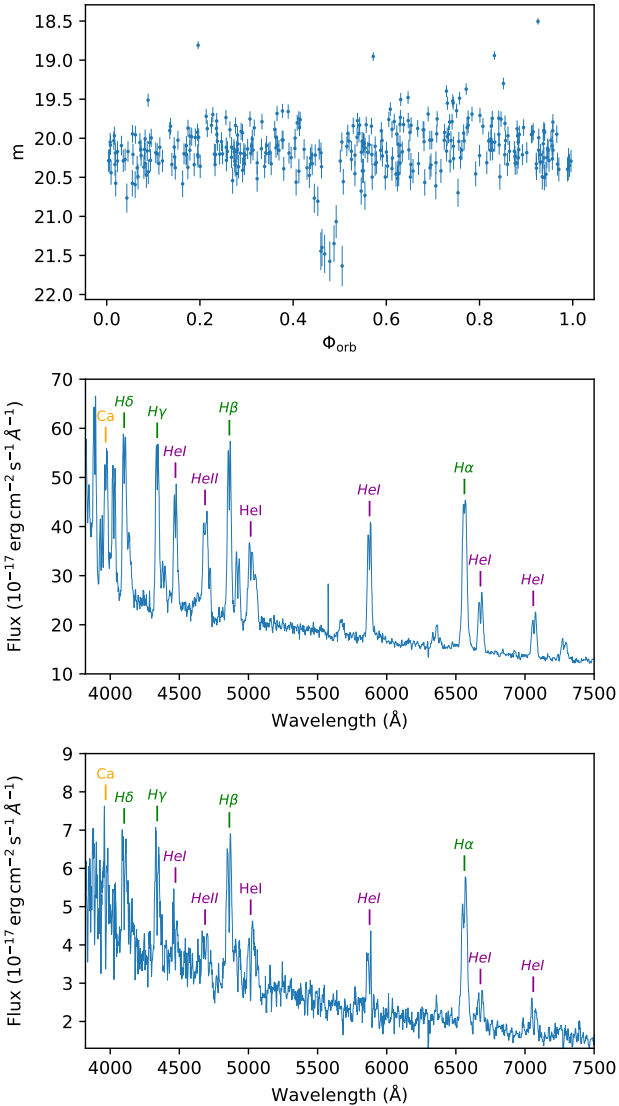 18.5
19.0
19.5
20.0
20.5
21.0
21.5
22.0
m
0.0 0.2 0.4 0.6 0.8 1.0
Φorb
70
60
50
40
30
20
10
Flux (10⁻¹⁷ erg cm⁻² s⁻¹ Å⁻¹)
Ca
Hδ
Hγ
HeI
HeII
Hβ
HeI
HeI
Hα
HeI
HeI
4000 4500 5000 5500 6000 6500 7000 7500
Wavelength (Å)
9
8
7
6
5
4
3
2
Flux (10⁻¹⁷ erg cm⁻² s⁻¹ Å⁻¹)
Ca
Hδ
Hγ
HeI
HeII
Hβ
HeI
HeI
Hα
HeI
HeI
4000 4500 5000 5500 6000 6500 7000 7500
Wavelength (Å)